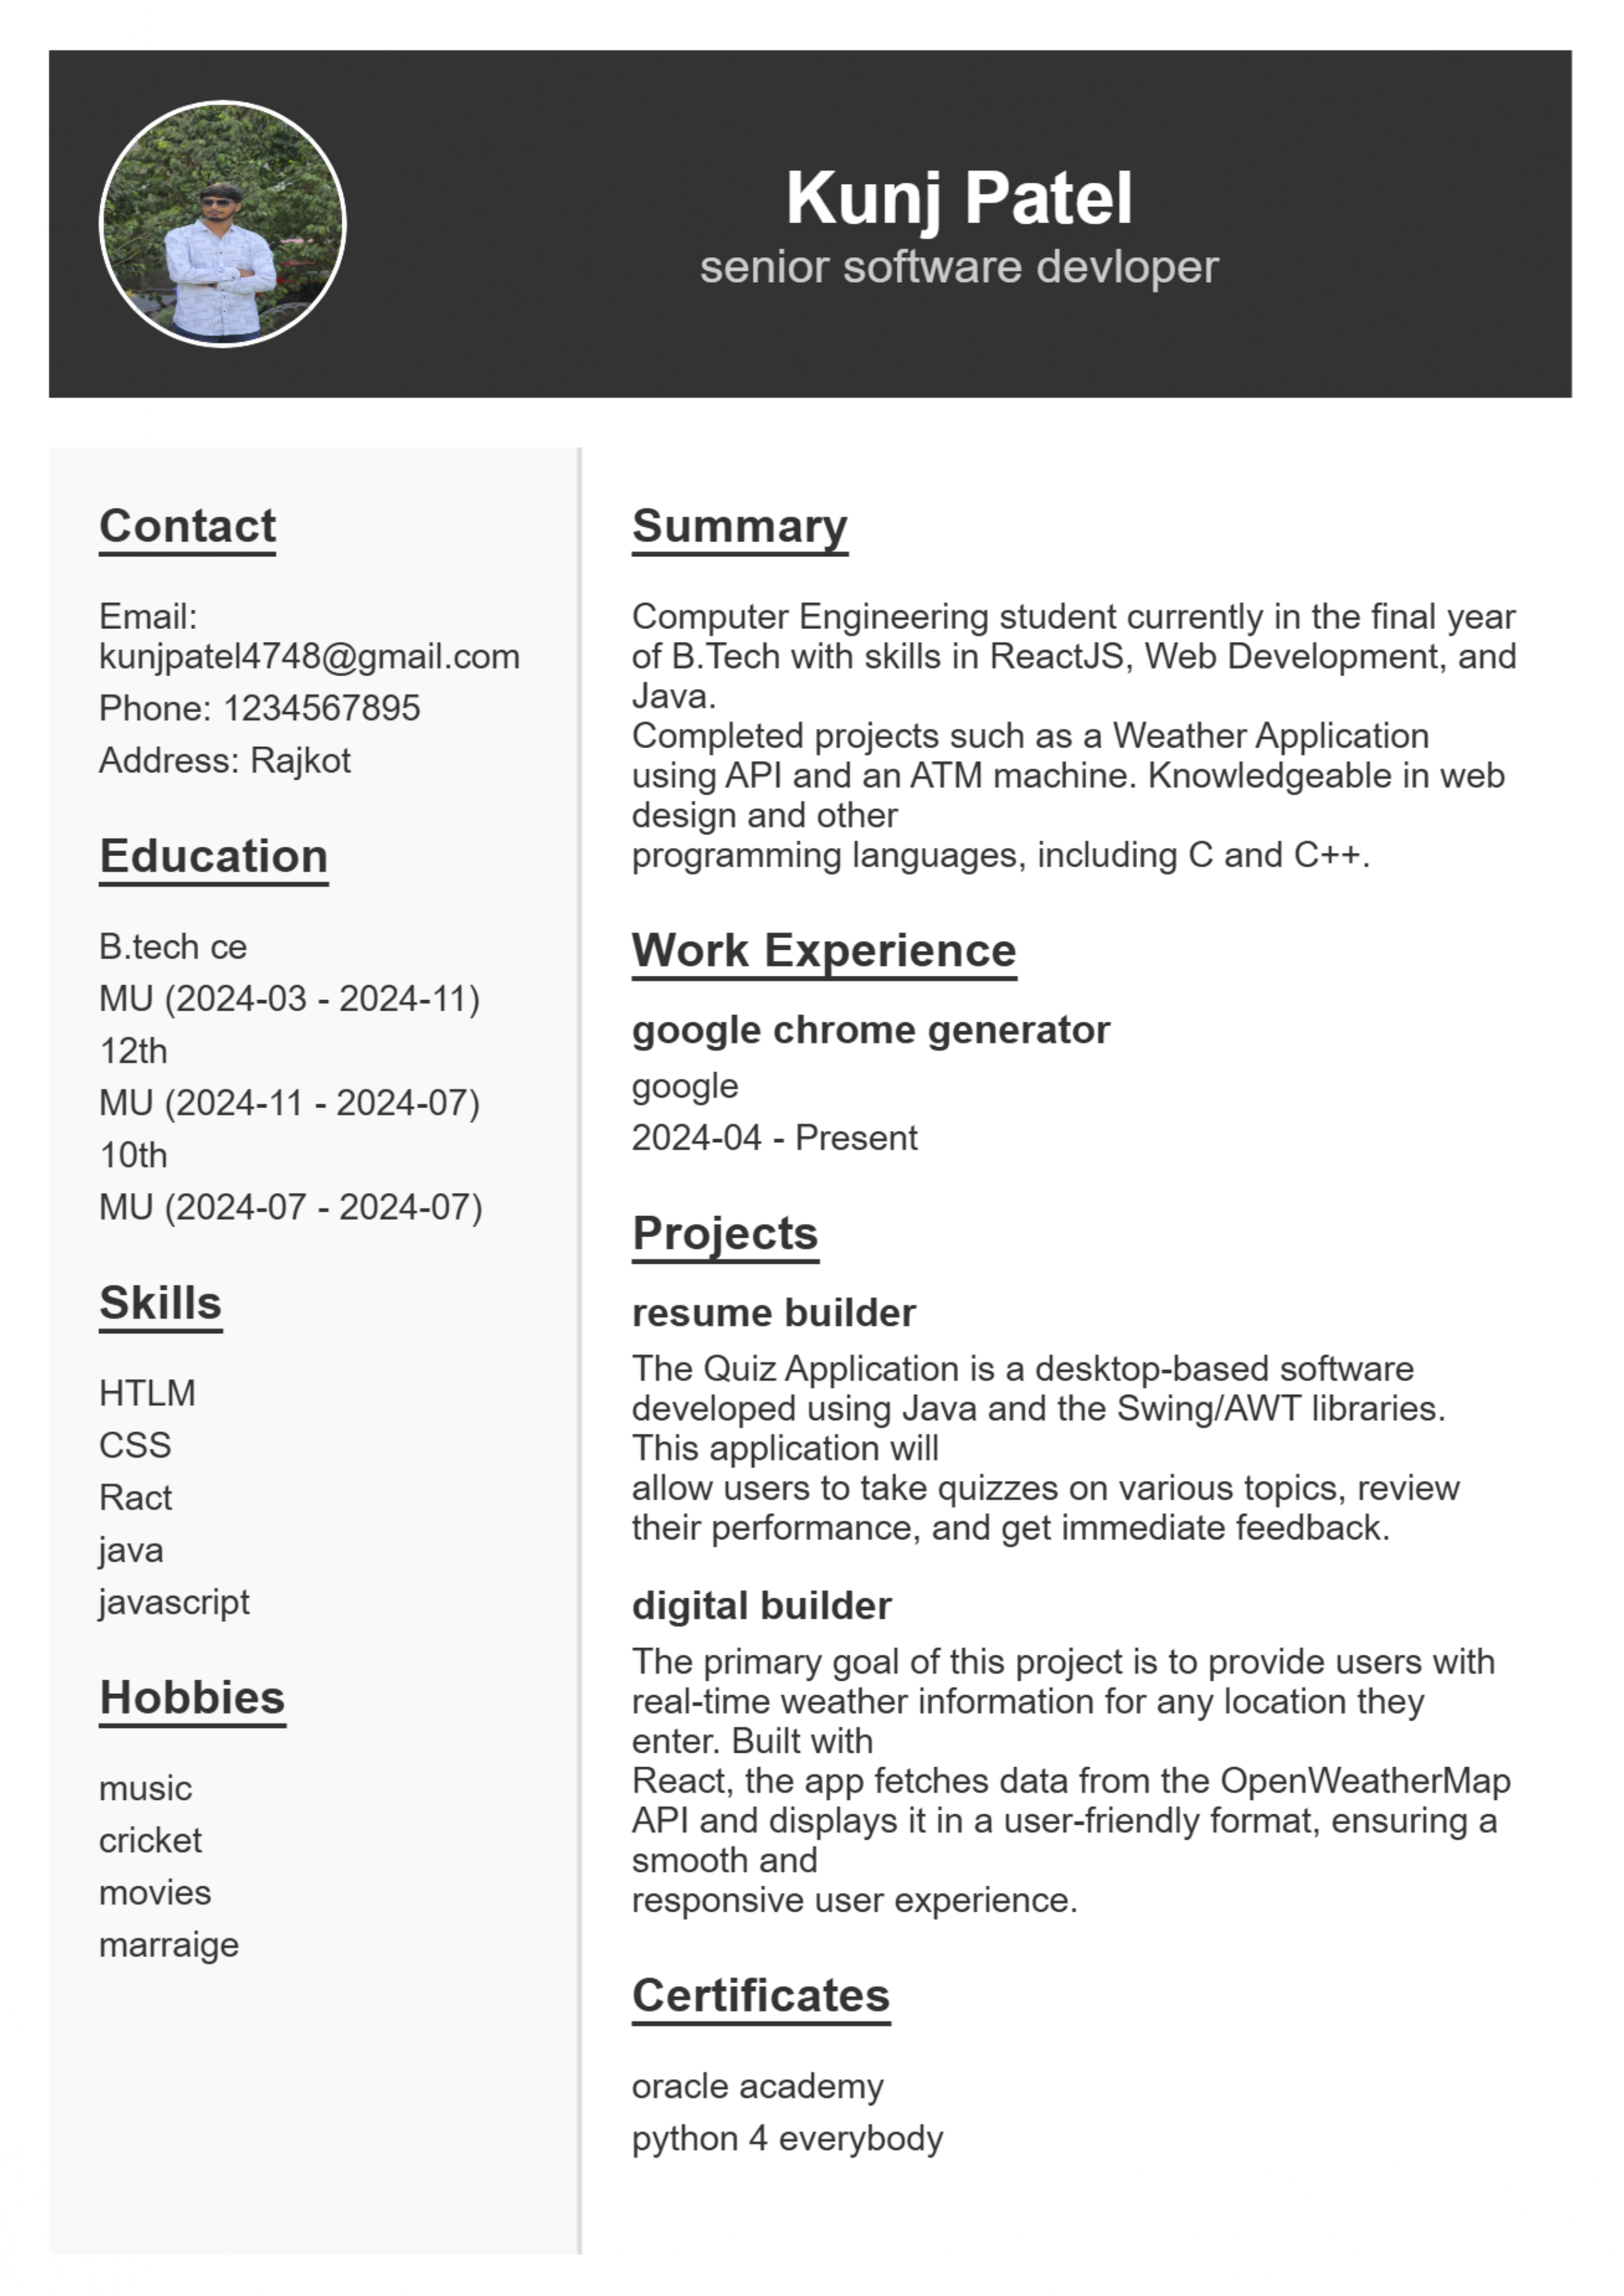 Kunj Patel
senior software devloper
Contact
Email:
kunjpatel4748@gmail.com
Phone: 1234567895
Address: Rajkot
Education
B.tech ce
MU (2024-03 - 2024-11)
12th
MU (2024-11 - 2024-07)
10th
MU (2024-07 - 2024-07)
Skills
HTLM
CSS
Ract
java
javascript
Hobbies
music
cricket
movies
marraige
Summary
Computer Engineering student currently in the final year
of B.Tech with skills in ReactJS, Web Development, and
Java.
Completed projects such as a Weather Application
using API and an ATM machine. Knowledgeable in web
design and other
programming languages, including C and C++.
Work Experience
google chrome generator
google
2024-04 - Present
Projects
resume builder
The Quiz Application is a desktop-based software
developed using Java and the Swing/AWT libraries.
This application will
allow users to take quizzes on various topics, review
their performance, and get immediate feedback.
digital builder
The primary goal of this project is to provide users with
real-time weather information for any location they
enter. Built with
React, the app fetches data from the OpenWeatherMap
API and displays it in a user-friendly format, ensuring a
smooth and
responsive user experience.
Certificates
oracle academy
python 4 everybody